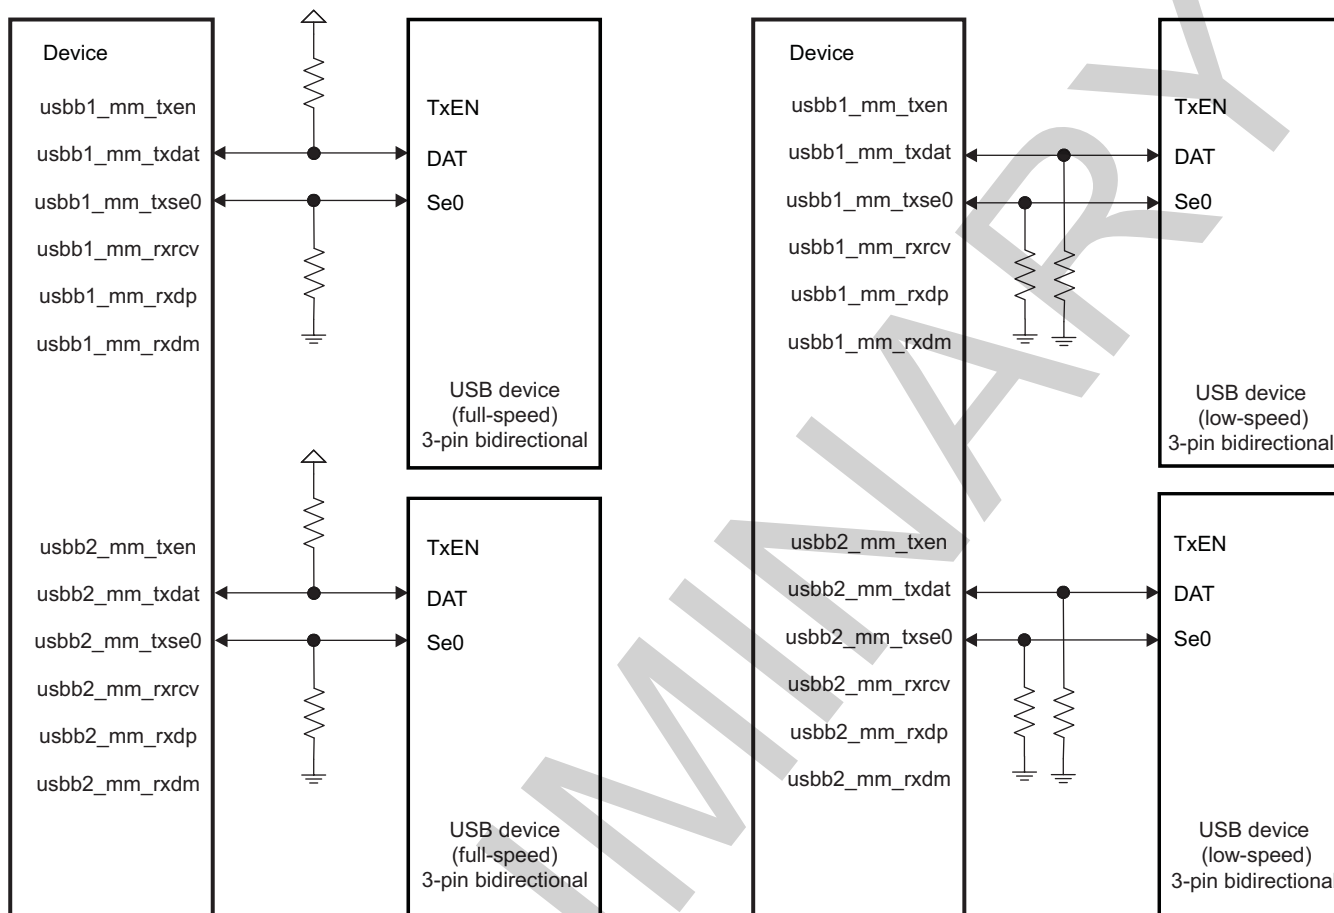 Device
usbb1_mm_txen
usbb1_mm_txdat
usbb1_mm_txse0
usbb1_mm_rxrcv
usbb1_mm_rxdp
usbb1_mm_rxdm
TxEN
DAT
Se0
USB device
(full-speed)
3-pin bidirectional
usbb2_mm_txen
usbb2_mm_txdat
usbb2_mm_txse0
usbb2_mm_rxrcv
usbb2_mm_rxdp
usbb2_mm_rxdm
TxEN
DAT
Se0
USB device
(full-speed)
3-pin bidirectional
Device
usbb1_mm_txen
usbb1_mm_txdat
usbb1_mm_txse0
usbb1_mm_rxrcv
usbb1_mm_rxdp
usbb1_mm_rxdm
TxEN
DAT
Se0
USB device
(low-speed)
3-pin bidirectional
usbb2_mm_txen
usbb2_mm_txdat
usbb2_mm_txse0
usbb2_mm_rxrcv
usbb2_mm_rxdp
usbb2_mm_rxdm
TxEN
DAT
Se0
USB device
(low-speed)
3-pin bidirectional
IMINARY